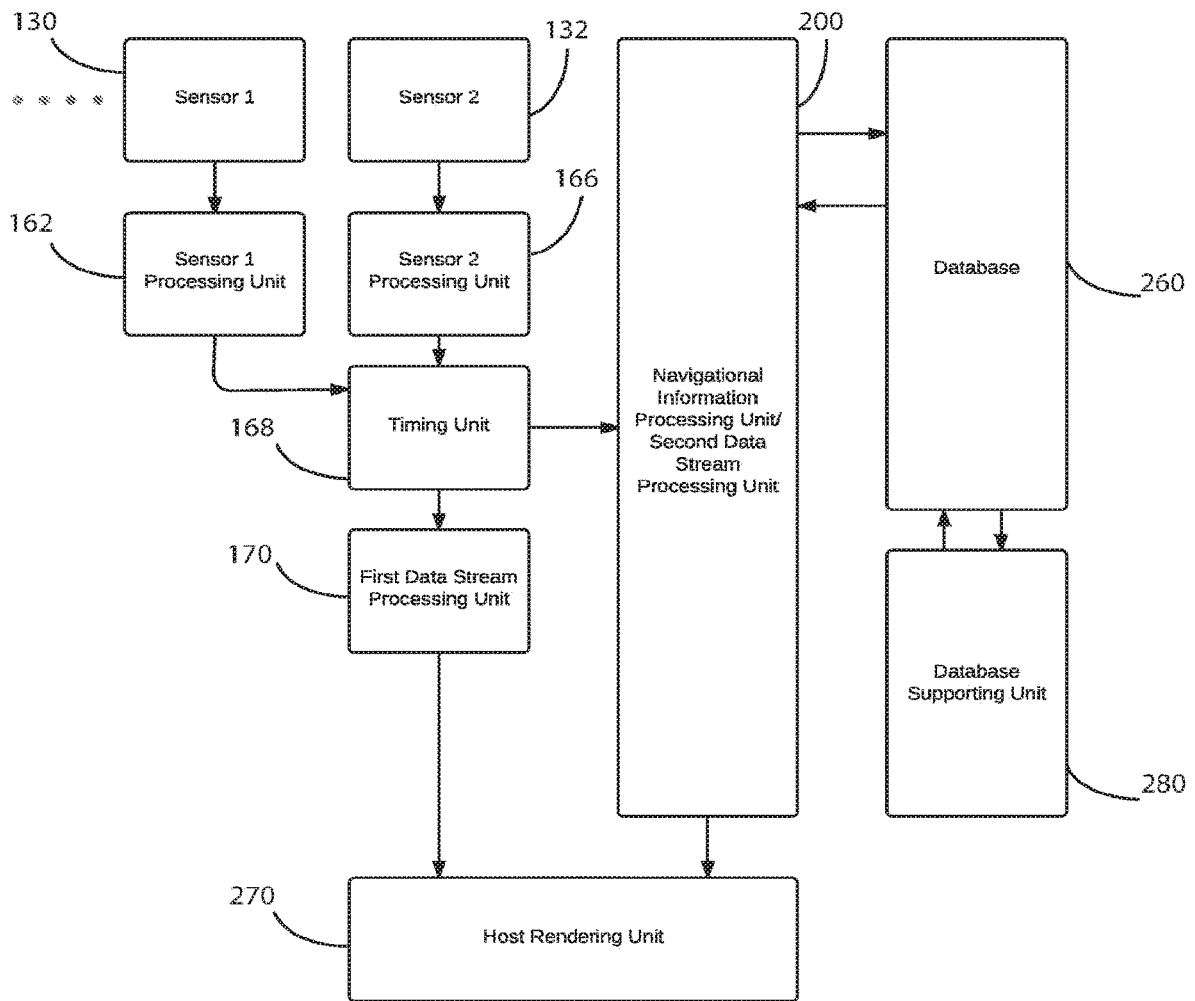 130
Sensor 1
Sensor 2
132
200
162
Sensor 1
Processing Unit
Sensor 2
Processing Unit
166
Database
260
168
Timing Unit
Navigational
Information
Processing Unit/
Second Data
Stream
Processing Unit
170
First Data Stream
Processing Unit
Database
Supporting Unit
280
270
Host Rendering Unit